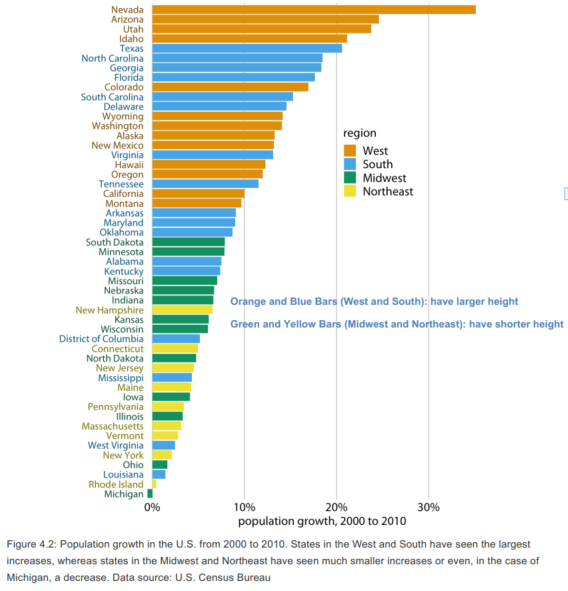 Nevada
Arizona
Utah
Idaho
Texas
North Carolina
Georgia
Florida
Colorado
South Carolina
Delaware
Wyoming
Washington
Alaska
New Mexico
Virginia
Hawaii
Oregon
Tennessee
California
Montana
Arkansas
Maryland
Oklahoma
South Dakota
Minnesota
Alabama
Kentucky
Missouri
Nebraska
Indiana
New Hampshire
Kansas
Wisconsin
District of Columbia
Connecticut
North Dakota
New Jersey
Mississippi
Maine
Iowa
Pennsylvania
Illinois
Massachusetts
Vermont
West Virginia
New York
Ohio
Louisiana
Rhode Island
Michigan
region
West
South
Midwest
Northeast
Orange and Blue Bars (West and South): have larger height
Green and Yellow Bars (Midwest and Northeast): have shorter height
0% 10% 20% 30%
population growth, 2000 to 2010
Figure 4.2: Population growth in the U.S. from 2000 to 2010. States in the West and South have seen the largest
increases, whereas states in the Midwest and Northeast have seen much smaller increases or even, in the case of
Michigan, a decrease. Data source: U.S. Census Bureau